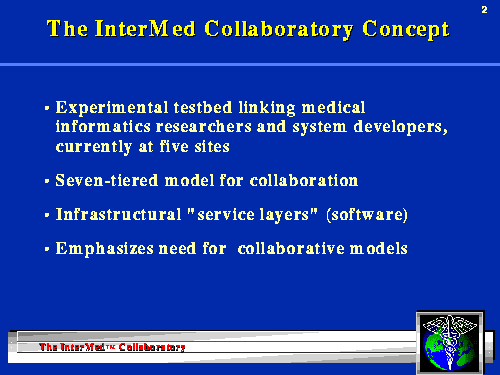 2
The InterMed Collaboratory Concept
• Experimental testbed linking medical
informatics researchers and system developers,
currently at five sites
• Seven-tiered model for collaboration
• Infrastructural "service layers" (software)
• Emphasizes need for collaborative models
The InterMed™ Collaboratory